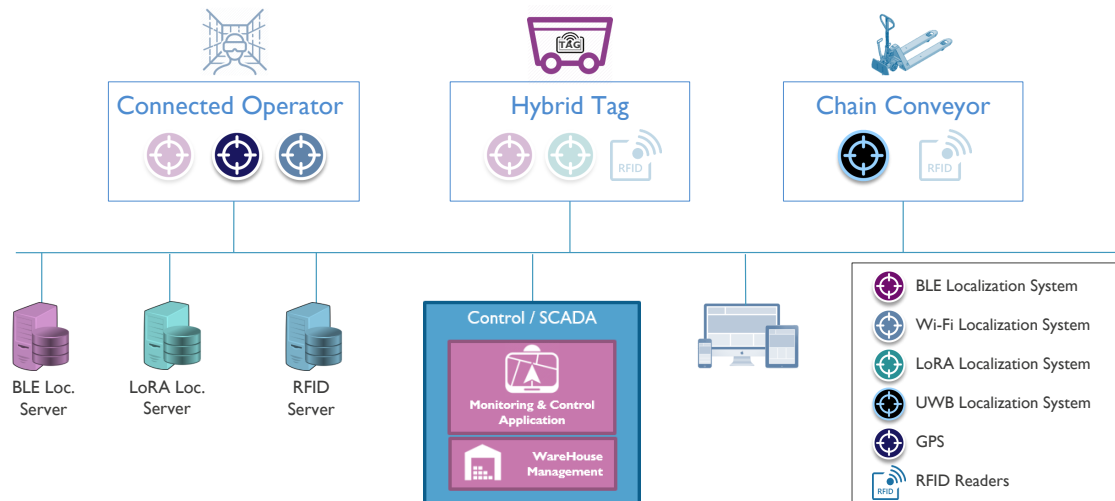 TAG
Connected Operator
Hybrid Tag
RFID
Chain Conveyor
RFID
BLE Loc.
Server
LoRA Loc.
Server
RFID
Server
Control / SCADA
Monitoring & Control
Application
WareHouse
Management
BLE Localization System
Wi-Fi Localization System
LoRA Localization System
UWB Localization System
GPS
RFID
RFID Readers